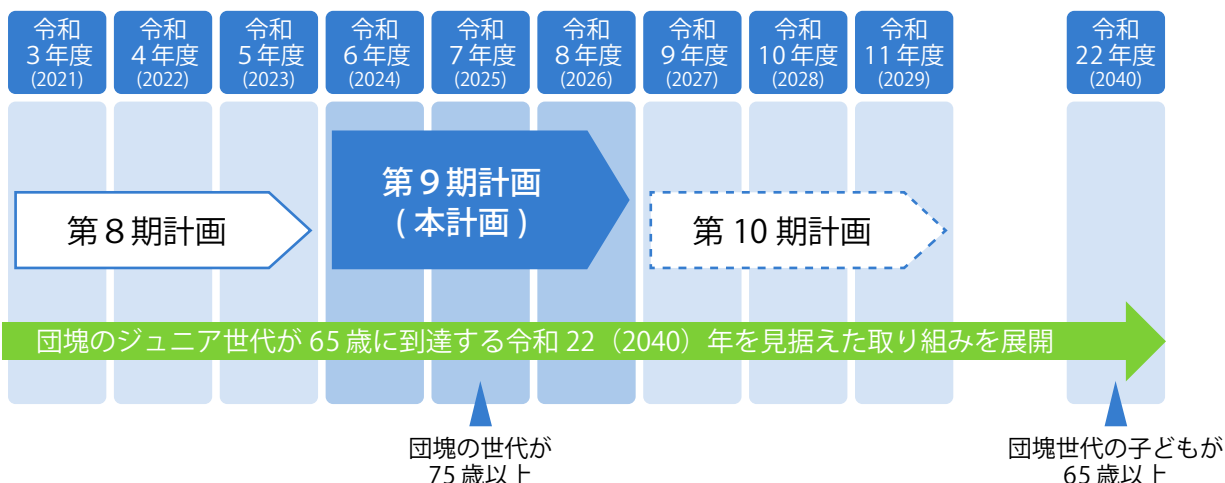 令和
3年度
(2021)
令和
4年度
(2022)
令和
5年度
(2023)
令和
6年度
(2024)
令和
7年度
(2025)
令和
8年度
(2026)
令和
9年度
(2027)
令和
10年度
(2028)
令和
11年度
(2029)
令和
22年度
(2040)
第8期計画
第9期計画
(本計画)
第10期計画
団塊のジュニア世代が65歳に到達する令和22（2040）年を見据えた取り組みを展開
団塊の世代が
75歳以上
団塊世代の子どもが
65歳以上